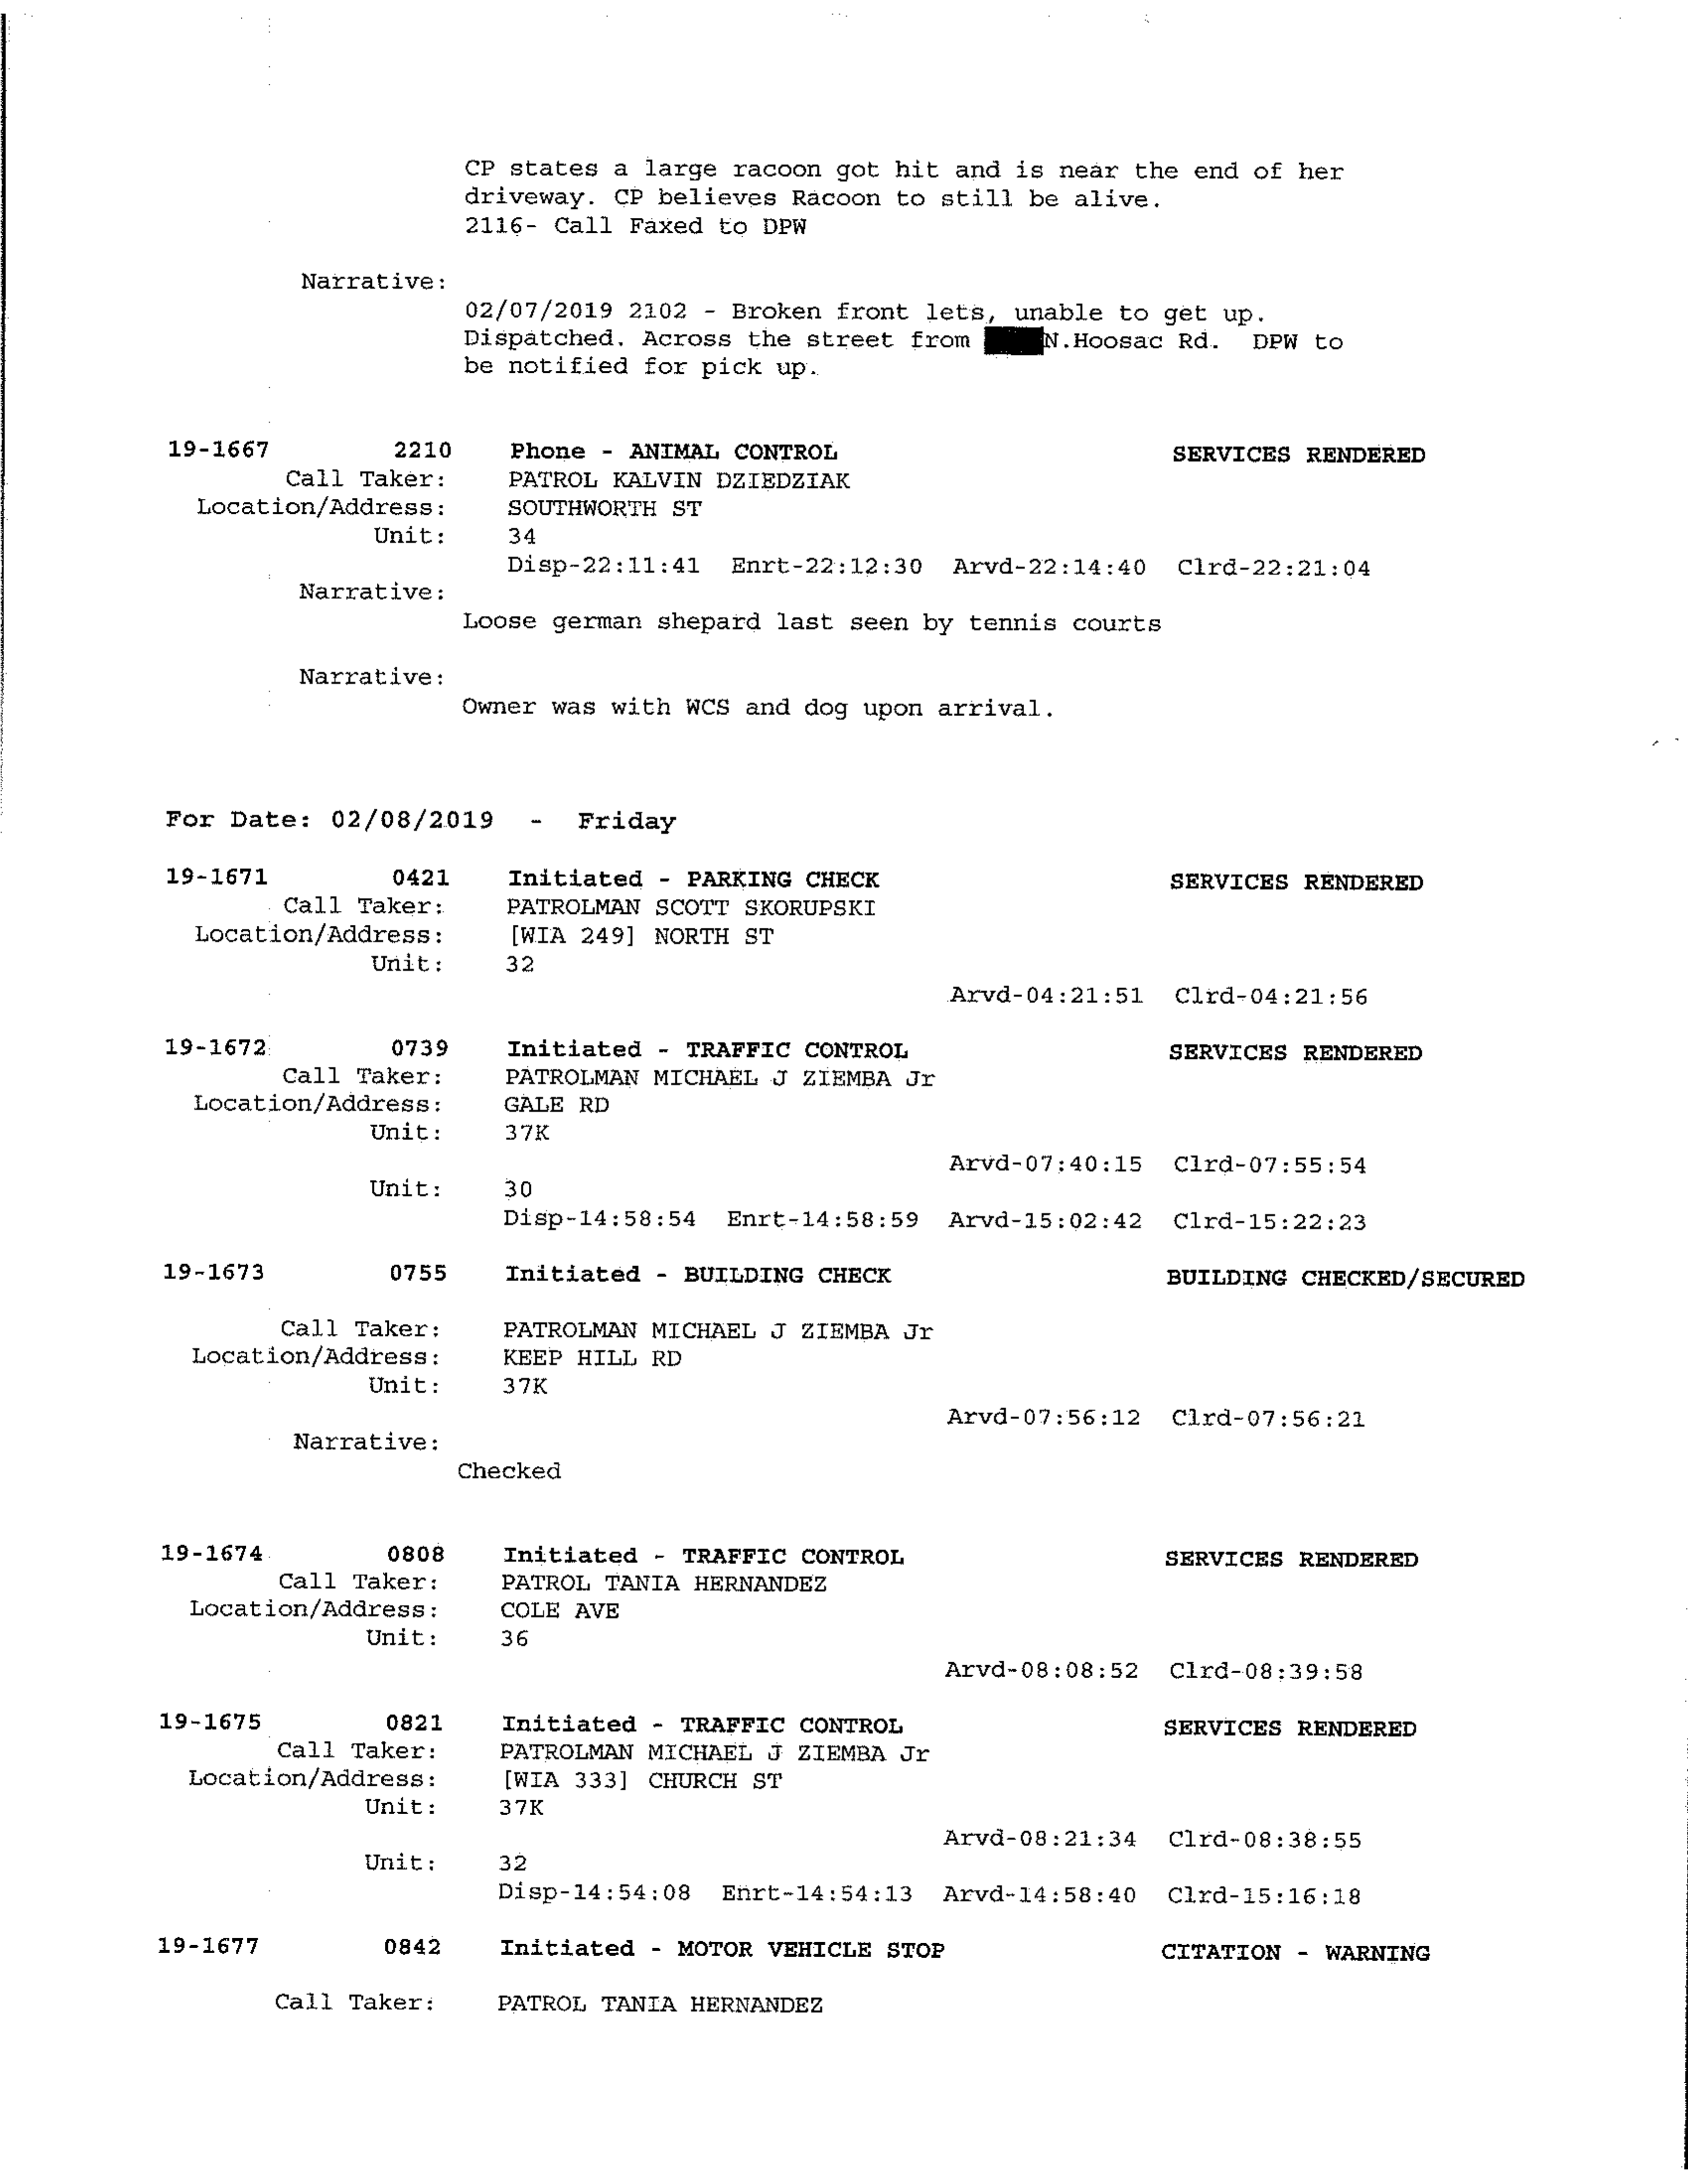 CP states a large racoon got hit and is near the end of her
driveway. CP believes Racoon to still be alive.
2116- Call Faxed to DPW
Narrative:
02/07/2019 2102 - Broken front lets, unable to get up.
Dispatched. Across the street from N.Hoosac Rd. DPW to
be notified for pick up.
19-1667 2210 Phone - ANIMAL CONTROL SERVICES RENDERED
Call Taker: PATROL KALVIN DZIEDZIAK
Location/Address: SOUTHWORTH ST
Unit: 34
Disp-22:11:41 Enrt-22:12:30 Arvd-22:14:40 Clrd-22:21:04
Narrative:
Loose german shepard last seen by tennis courts
Narrative:
Owner was with WCS and dog upon arrival.
For Date: 02/08/2019 - Friday
19-1671 0421 Initiated - PARKING CHECK SERVICES RENDERED
Call Taker: PATROLMAN SCOTT SKORUPSKI
Location/Address: [WIA 249] NORTH ST
Unit: 32
Arvd-04:21:51 Clrd-04:21:56
19-1672 0739 Initiated - TRAFFIC CONTROL SERVICES RENDERED
Call Taker: PATROLMAN MICHAEL J ZIEMBA Jr
Location/Address: GALE RD
Unit: 37K
Arvd-07:40:15 Clrd-07:55:54
Unit: 30
Disp-14:58:54 Enrt-14:58:59 Arvd-15:02:42 Clrd-15:22:23
19-1673 0755 Initiated - BUILDING CHECK BUILDING CHECKED/SECURED
Call Taker: PATROLMAN MICHAEL J ZIEMBA Jr
Location/Address: KEEP HILL RD
Unit: 37K
Arvd-07:56:12 Clrd-07:56:21
Narrative:
Checked
19-1674 0808 Initiated - TRAFFIC CONTROL SERVICES RENDERED
Call Taker: PATROL TANIA HERNANDEZ
Location/Address: COLE AVE
Unit: 36
Arvd-08:08:52 Clrd-08:39:58
19-1675 0821 Initiated - TRAFFIC CONTROL SERVICES RENDERED
Call Taker: PATROLMAN MICHAEL J ZIEMBA Jr
Location/Address: [WIA 333] CHURCH ST
Unit: 37K
Arvd-08:21:34 Clrd-08:38:55
Unit: 32
Disp-14:54:08 Enrt-14:54:13 Arvd-14:58:40 Clrd-15:16:18
19-1677 0842 Initiated - MOTOR VEHICLE STOP CITATION - WARNING
Call Taker: PATROL TANIA HERNANDEZ